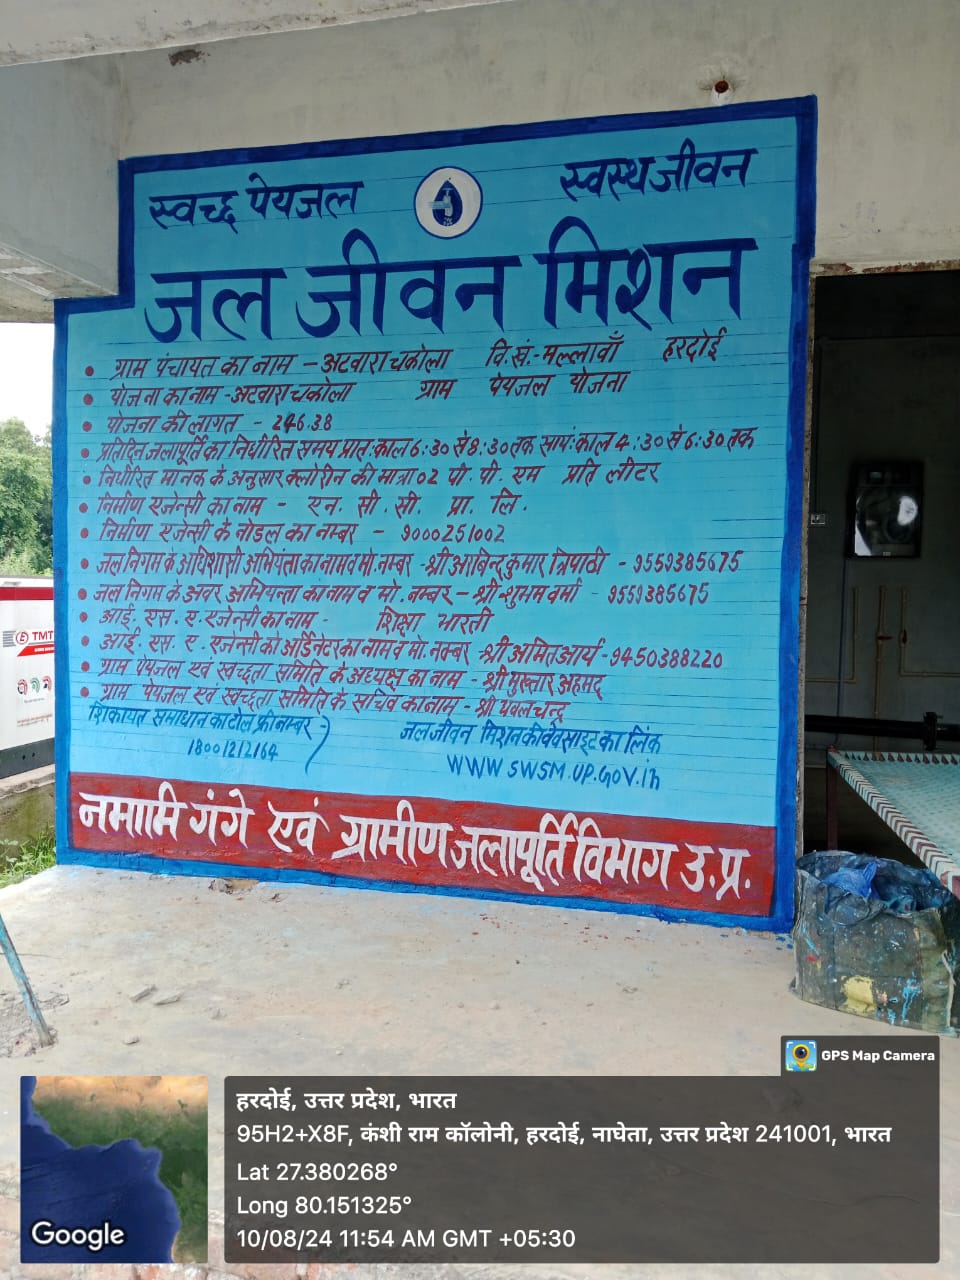 स्वच्छ पेयजल स्वस्थ जीवन
जल जीवन मिशन
• ग्राम पंचायत का नाम – अटवारा चकोला वि.खं.-मल्लावाँ हरदोई
• योजना का नाम - अटवारा चकोला ग्राम पेयजल योजना
• योजना की लागत - 246.38
• प्रतिदिन जलापूर्ति का निर्धारित समय प्रात:काल 6:30 से 8:30 तक सायं:काल 4:30 से 6:30 तक
• निर्धारित मानक के अनुसार क्लोरीन की मात्रा 02 पी. पी. एम प्रति लीटर
• निर्माण एजेन्सी का नाम - एन. सी. सी. प्रा. लि.
• निर्माण एजेन्सी के नोडल का नम्बर - 9000251002
• जल निगम के अधिशासी अभियंता का नाम व मो. नम्बर - श्री अरबिन्द कुमार त्रिपाठी - 9559385675
• जल निगम के अवर अभियन्ता का नाम व मो. नम्बर – श्री शुभम वर्मा - 9559385675
• आई. एस. ए. एजेन्सी का नाम - शिक्षा भारती
• आई. एस. ए. एजेन्सी कोआर्डिनेटर का नाम व मो. नम्बर - श्री अमित आर्य - 9450388220
• ग्राम पेयजल एवं स्वच्छता समिति के अध्यक्ष का नाम - श्री मुख्तार अहमद
• ग्राम पेयजल एवं स्वच्छता समिति के सचिव का नाम - श्री चन्द्र
शिकायत समाधान का टोल फ्री नम्बर -
18001212164
जल जीवन मिशन की वेवसाइट का लिंक
WWW.SWSM.UP.GOV.in
नमामि गंगे एवं ग्रामीण जलापूर्ति विभाग उ.प्र.
TMT
GPS Map Camera
हरदोई, उत्तर प्रदेश, भारत
95H2+X8F, कंशी राम कॉलोनी, हरदोई, नाघेता, उत्तर प्रदेश 241001, भारत
Lat 27.380268°
Long 80.151325°
10/08/24 11:54 AM GMT +05:30
Google